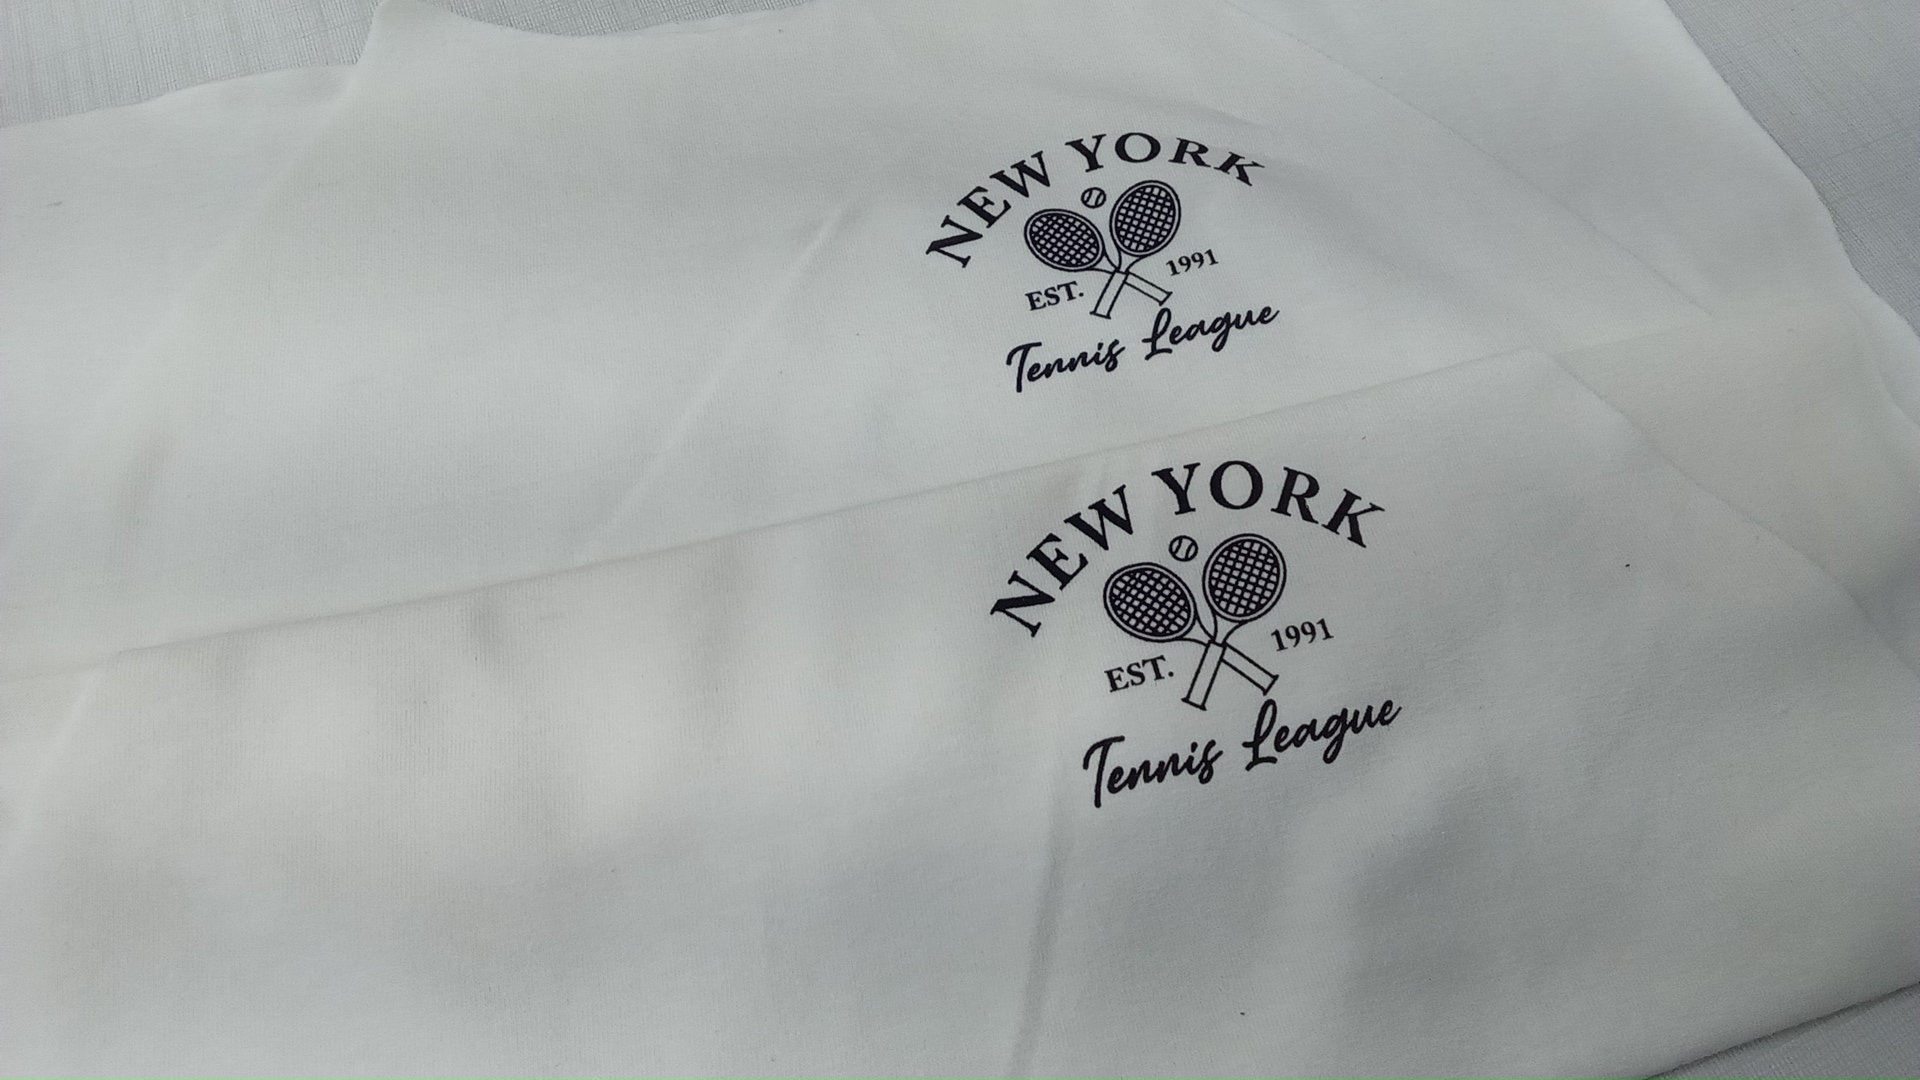 NEW YORK
EST. 1991
Tennis League
NEW YORK
EST. 1991
Tennis League